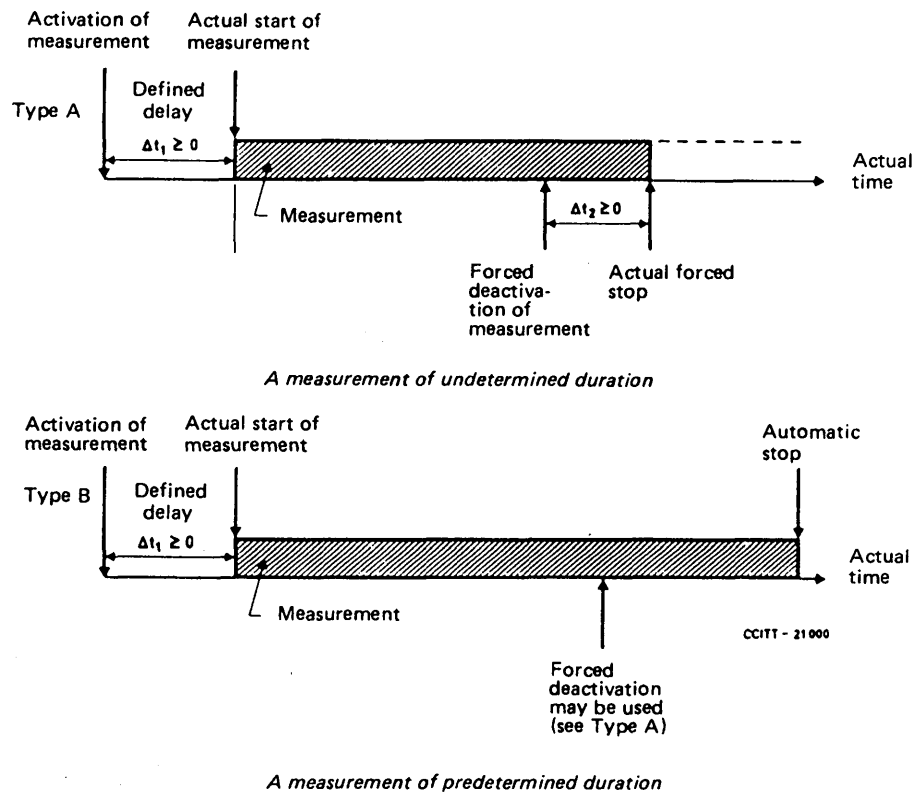 Activation of
measurement
Actual start of
measurement
Type A
Defined
delay
Δt₁ ≥ 0
Actual
time
Measurement
Δt₂ ≥ 0
Forced
deactiva-
tion of
measurement
Actual forced
stop
A measurement of undetermined duration
Activation of
measurement
Actual start of
measurement
Automatic
stop
Type B
Defined
delay
Δt₁ ≥ 0
Actual
time
Measurement
CCITT - 21000
Forced
deactivation
may be used
(see Type A)
A measurement of predetermined duration